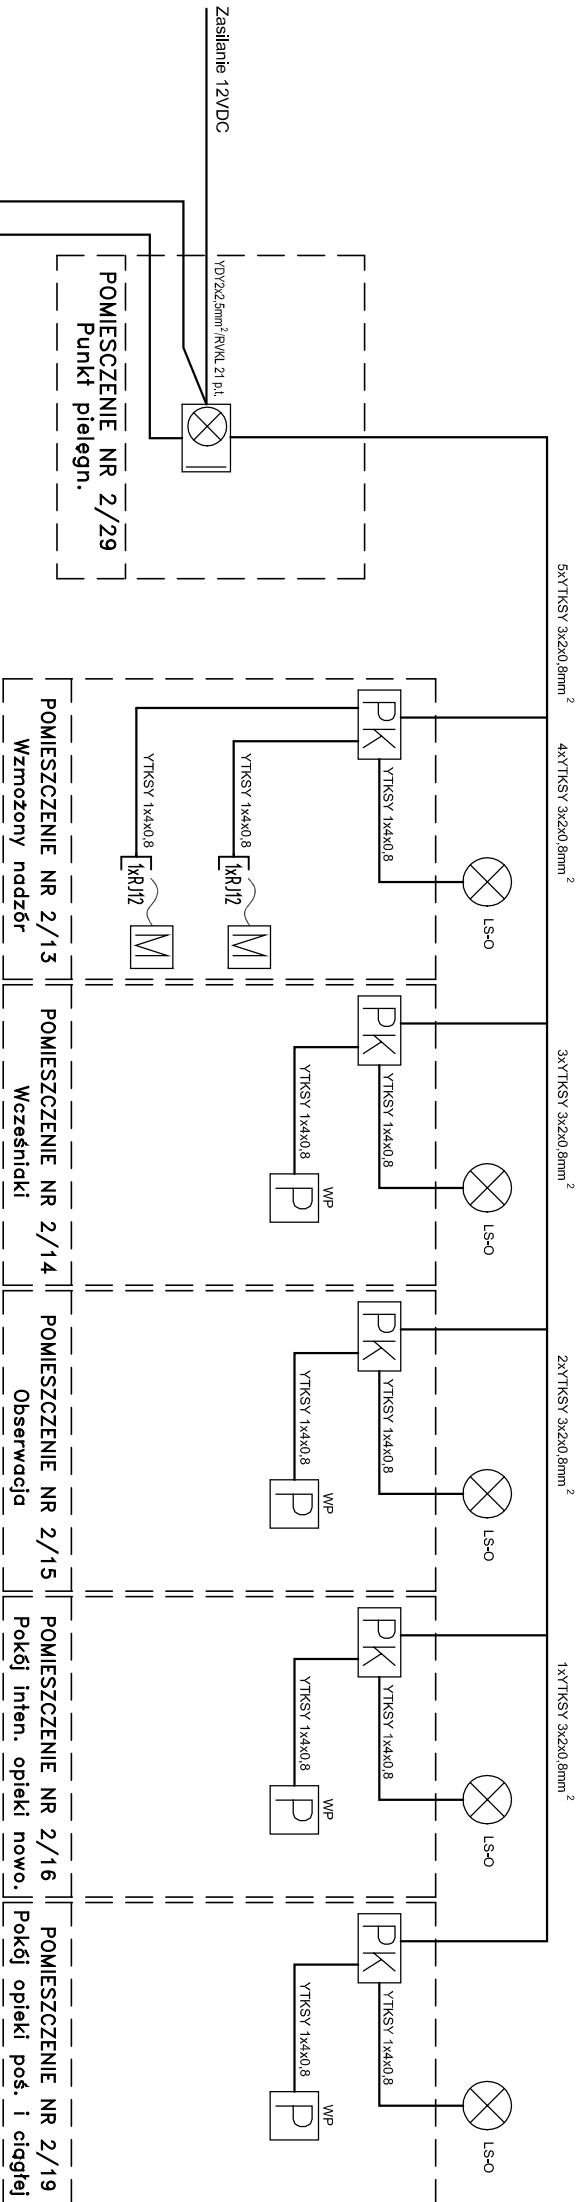 Zasilanie 12VDC
YDY2x2,5mm²/RVKL 21 p.t.
POMIESCZENIE NR 2/29
Punkt pielegn.
5xYTKSY 3x2x0,8mm²
4xYTKSY 3x2x0,8mm²
3xYTKSY 3x2x0,8mm²
2xYTKSY 3x2x0,8mm²
1xYTKSY 3x2x0,8mm²
LS-O
PK
YTKSY 1x4x0,8
YTKSY 1x4x0,8
1xRJ12
M
YTKSY 1x4x0,8
1xRJ12
M
POMIESZCZENIE NR 2/13
Wzmożony nadzór
LS-O
PK
YTKSY 1x4x0,8
YTKSY 1x4x0,8
WP
P
POMIESZCZENIE NR 2/14
Wcześniaki
LS-O
PK
YTKSY 1x4x0,8
YTKSY 1x4x0,8
WP
P
POMIESZCZENIE NR 2/15
Obserwacja
LS-O
PK
YTKSY 1x4x0,8
YTKSY 1x4x0,8
WP
P
POMIESZCZENIE NR 2/16
Pokój inten. opieki nowo.
LS-O
PK
YTKSY 1x4x0,8
YTKSY 1x4x0,8
WP
P
POMIESZCZENIE NR 2/19
Pokój opieki poś. i ciągłej